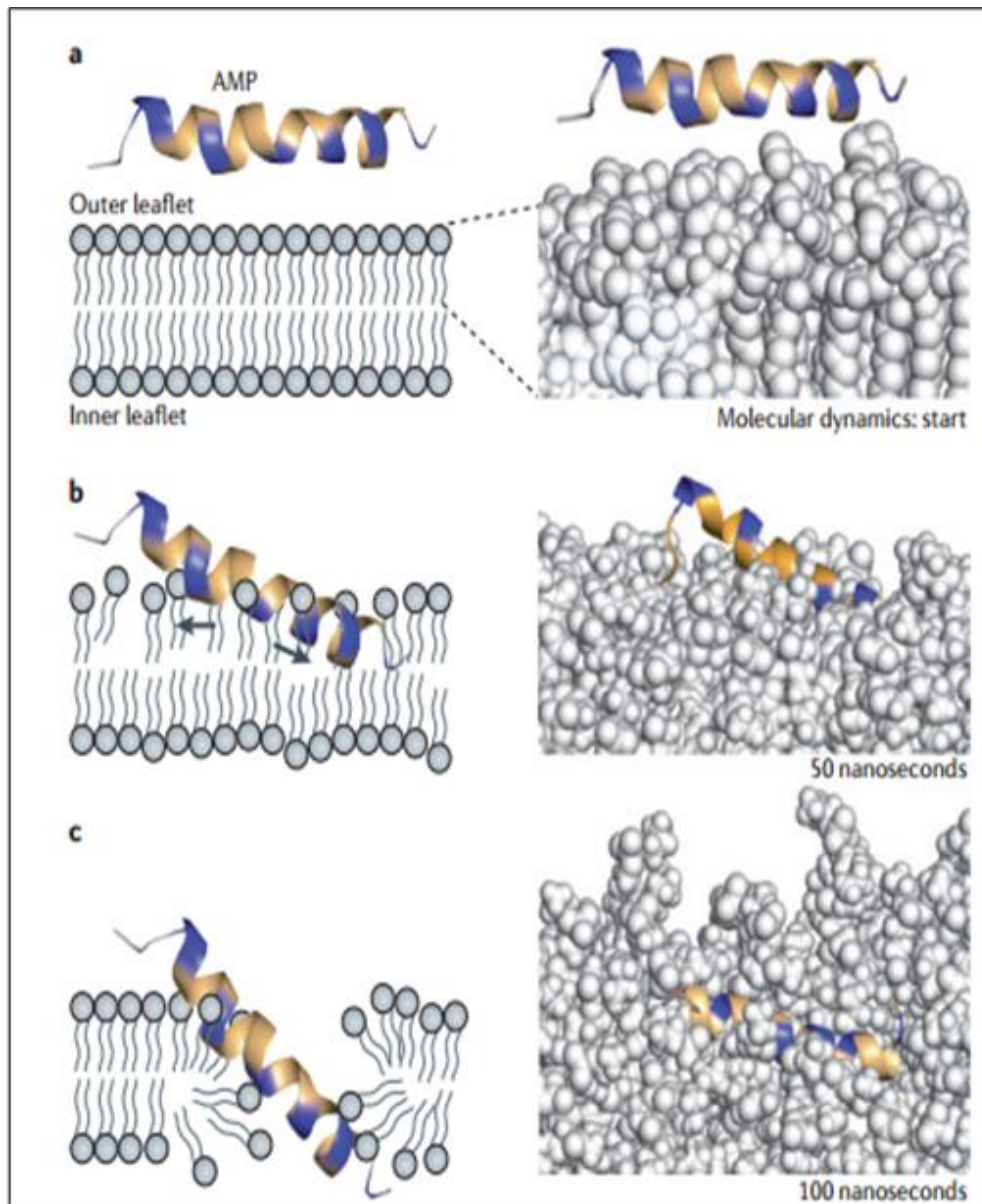 a
AMP
Outer leaflet
Inner leaflet
Molecular dynamics: start
b
50 nanoseconds
c
100 nanoseconds